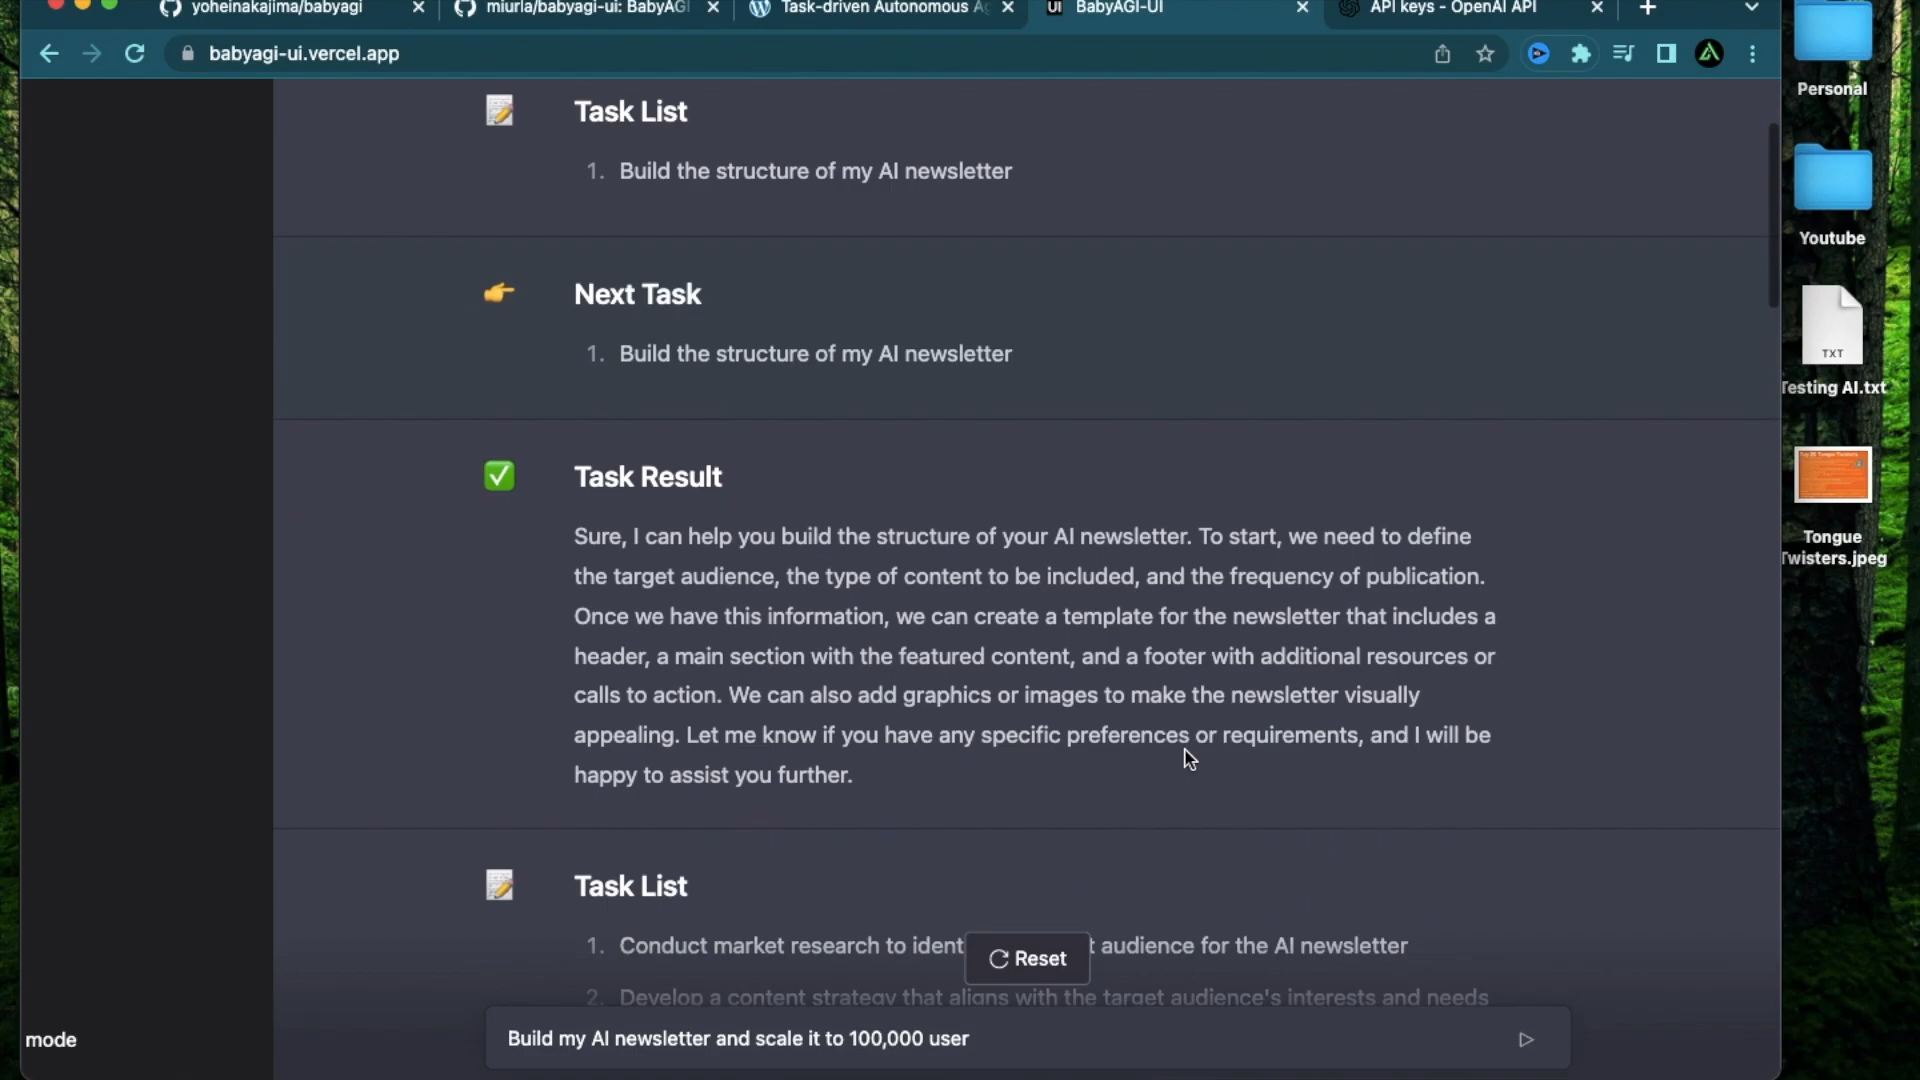 yoheinakajima/babyagi
miurla/babyagi-ui: BabyAGI
Task-driven Autonomous Ag
UI BabyAGI-UI
API keys - OpenAI API
babyagi-ui.vercel.app
Personal
Task List
1. Build the structure of my AI newsletter
Youtube
Next Task
1. Build the structure of my AI newsletter
TXT
Testing AI.txt
Task Result
Sure, I can help you build the structure of your AI newsletter. To start, we need to define
the target audience, the type of content to be included, and the frequency of publication.
Once we have this information, we can create a template for the newsletter that includes a
header, a main section with the featured content, and a footer with additional resources or
calls to action. We can also add graphics or images to make the newsletter visually
appealing. Let me know if you have any specific preferences or requirements, and I will be
happy to assist you further.
Tongue
Twisters.jpeg
Task List
1. Conduct market research to ident t audience for the AI newsletter
Reset
2. Develop a content strategy that aligns with the target audience's interests and needs
Build my AI newsletter and scale it to 100,000 user
mode